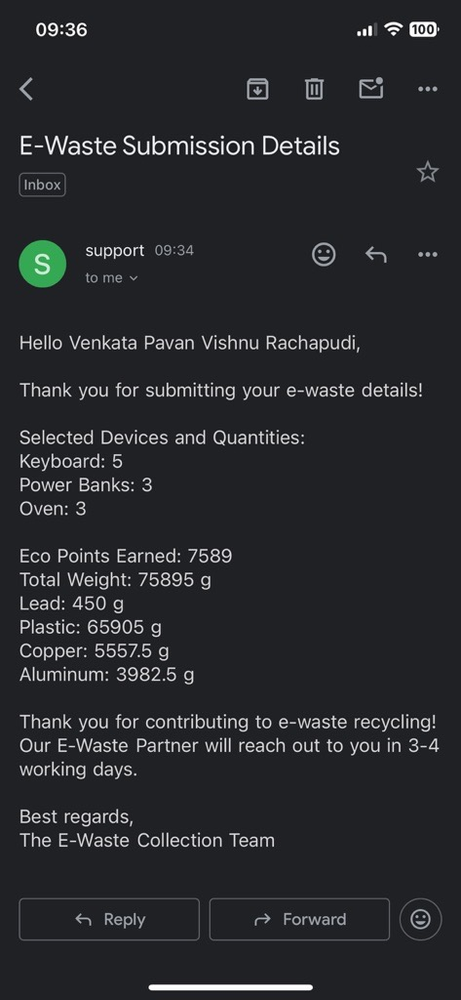 09:36
100
E-Waste Submission Details
Inbox
S
support 09:34
to me
Hello Venkata Pavan Vishnu Rachapudi,
Thank you for submitting your e-waste details!
Selected Devices and Quantities:
Keyboard: 5
Power Banks: 3
Oven: 3
Eco Points Earned: 7589
Total Weight: 75895 g
Lead: 450 g
Plastic: 65905 g
Copper: 5557.5 g
Aluminum: 3982.5 g
Thank you for contributing to e-waste recycling!
Our E-Waste Partner will reach out to you in 3-4
working days.
Best regards,
The E-Waste Collection Team
Reply
Forward